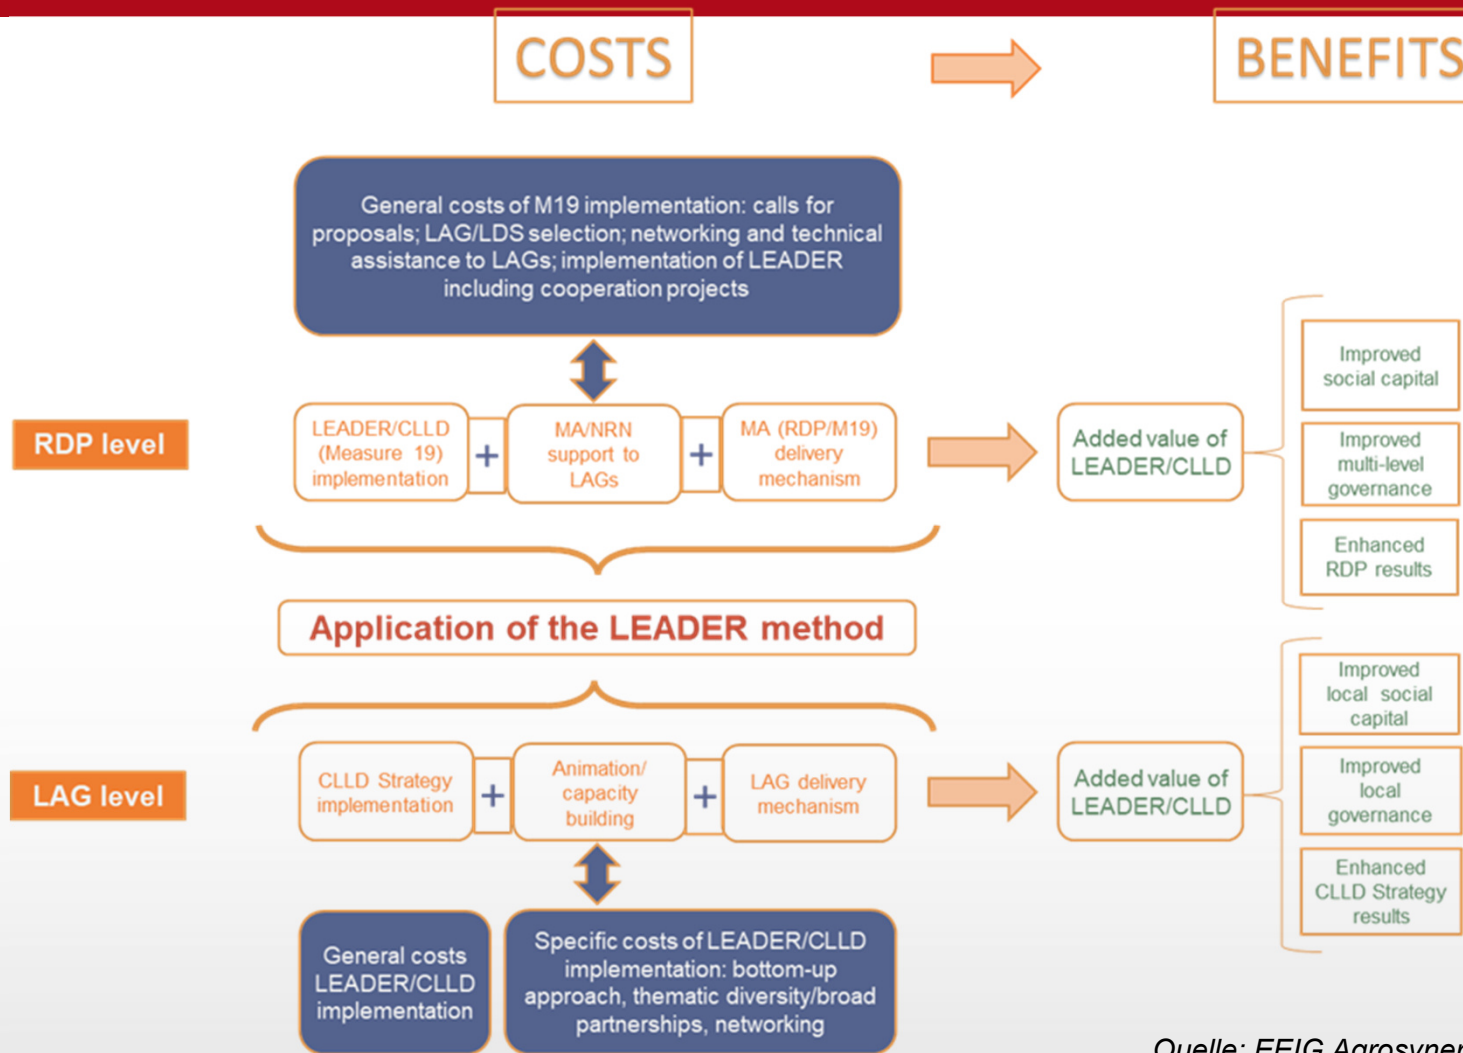 COSTS
BENEFITS
General costs of M19 implementation: calls for
proposals; LAG/LDS selection; networking and technical
assistance to LAGs; implementation of LEADER
including cooperation projects
RDP level
LEADER/CLLD
(Measure 19)
implementation
+
MA/NRN
support to
LAGs
+
MA (RDP/M19)
delivery
mechanism
Added value of
LEADER/CLLD
Improved
social capital
Improved
multi-level
governance
Enhanced
RDP results
Application of the LEADER method
LAG level
CLLD Strategy
implementation
+
Animation/
capacity
building
+
LAG delivery
mechanism
Added value of
LEADER/CLLD
Improved
local social
capital
Improved
local
governance
Enhanced
CLLD Strategy
results
General costs
LEADER/CLLD
implementation
Specific costs of LEADER/CLLD
implementation: bottom-up
approach, thematic diversity/broad
partnerships, networking
Quelle: EEIG